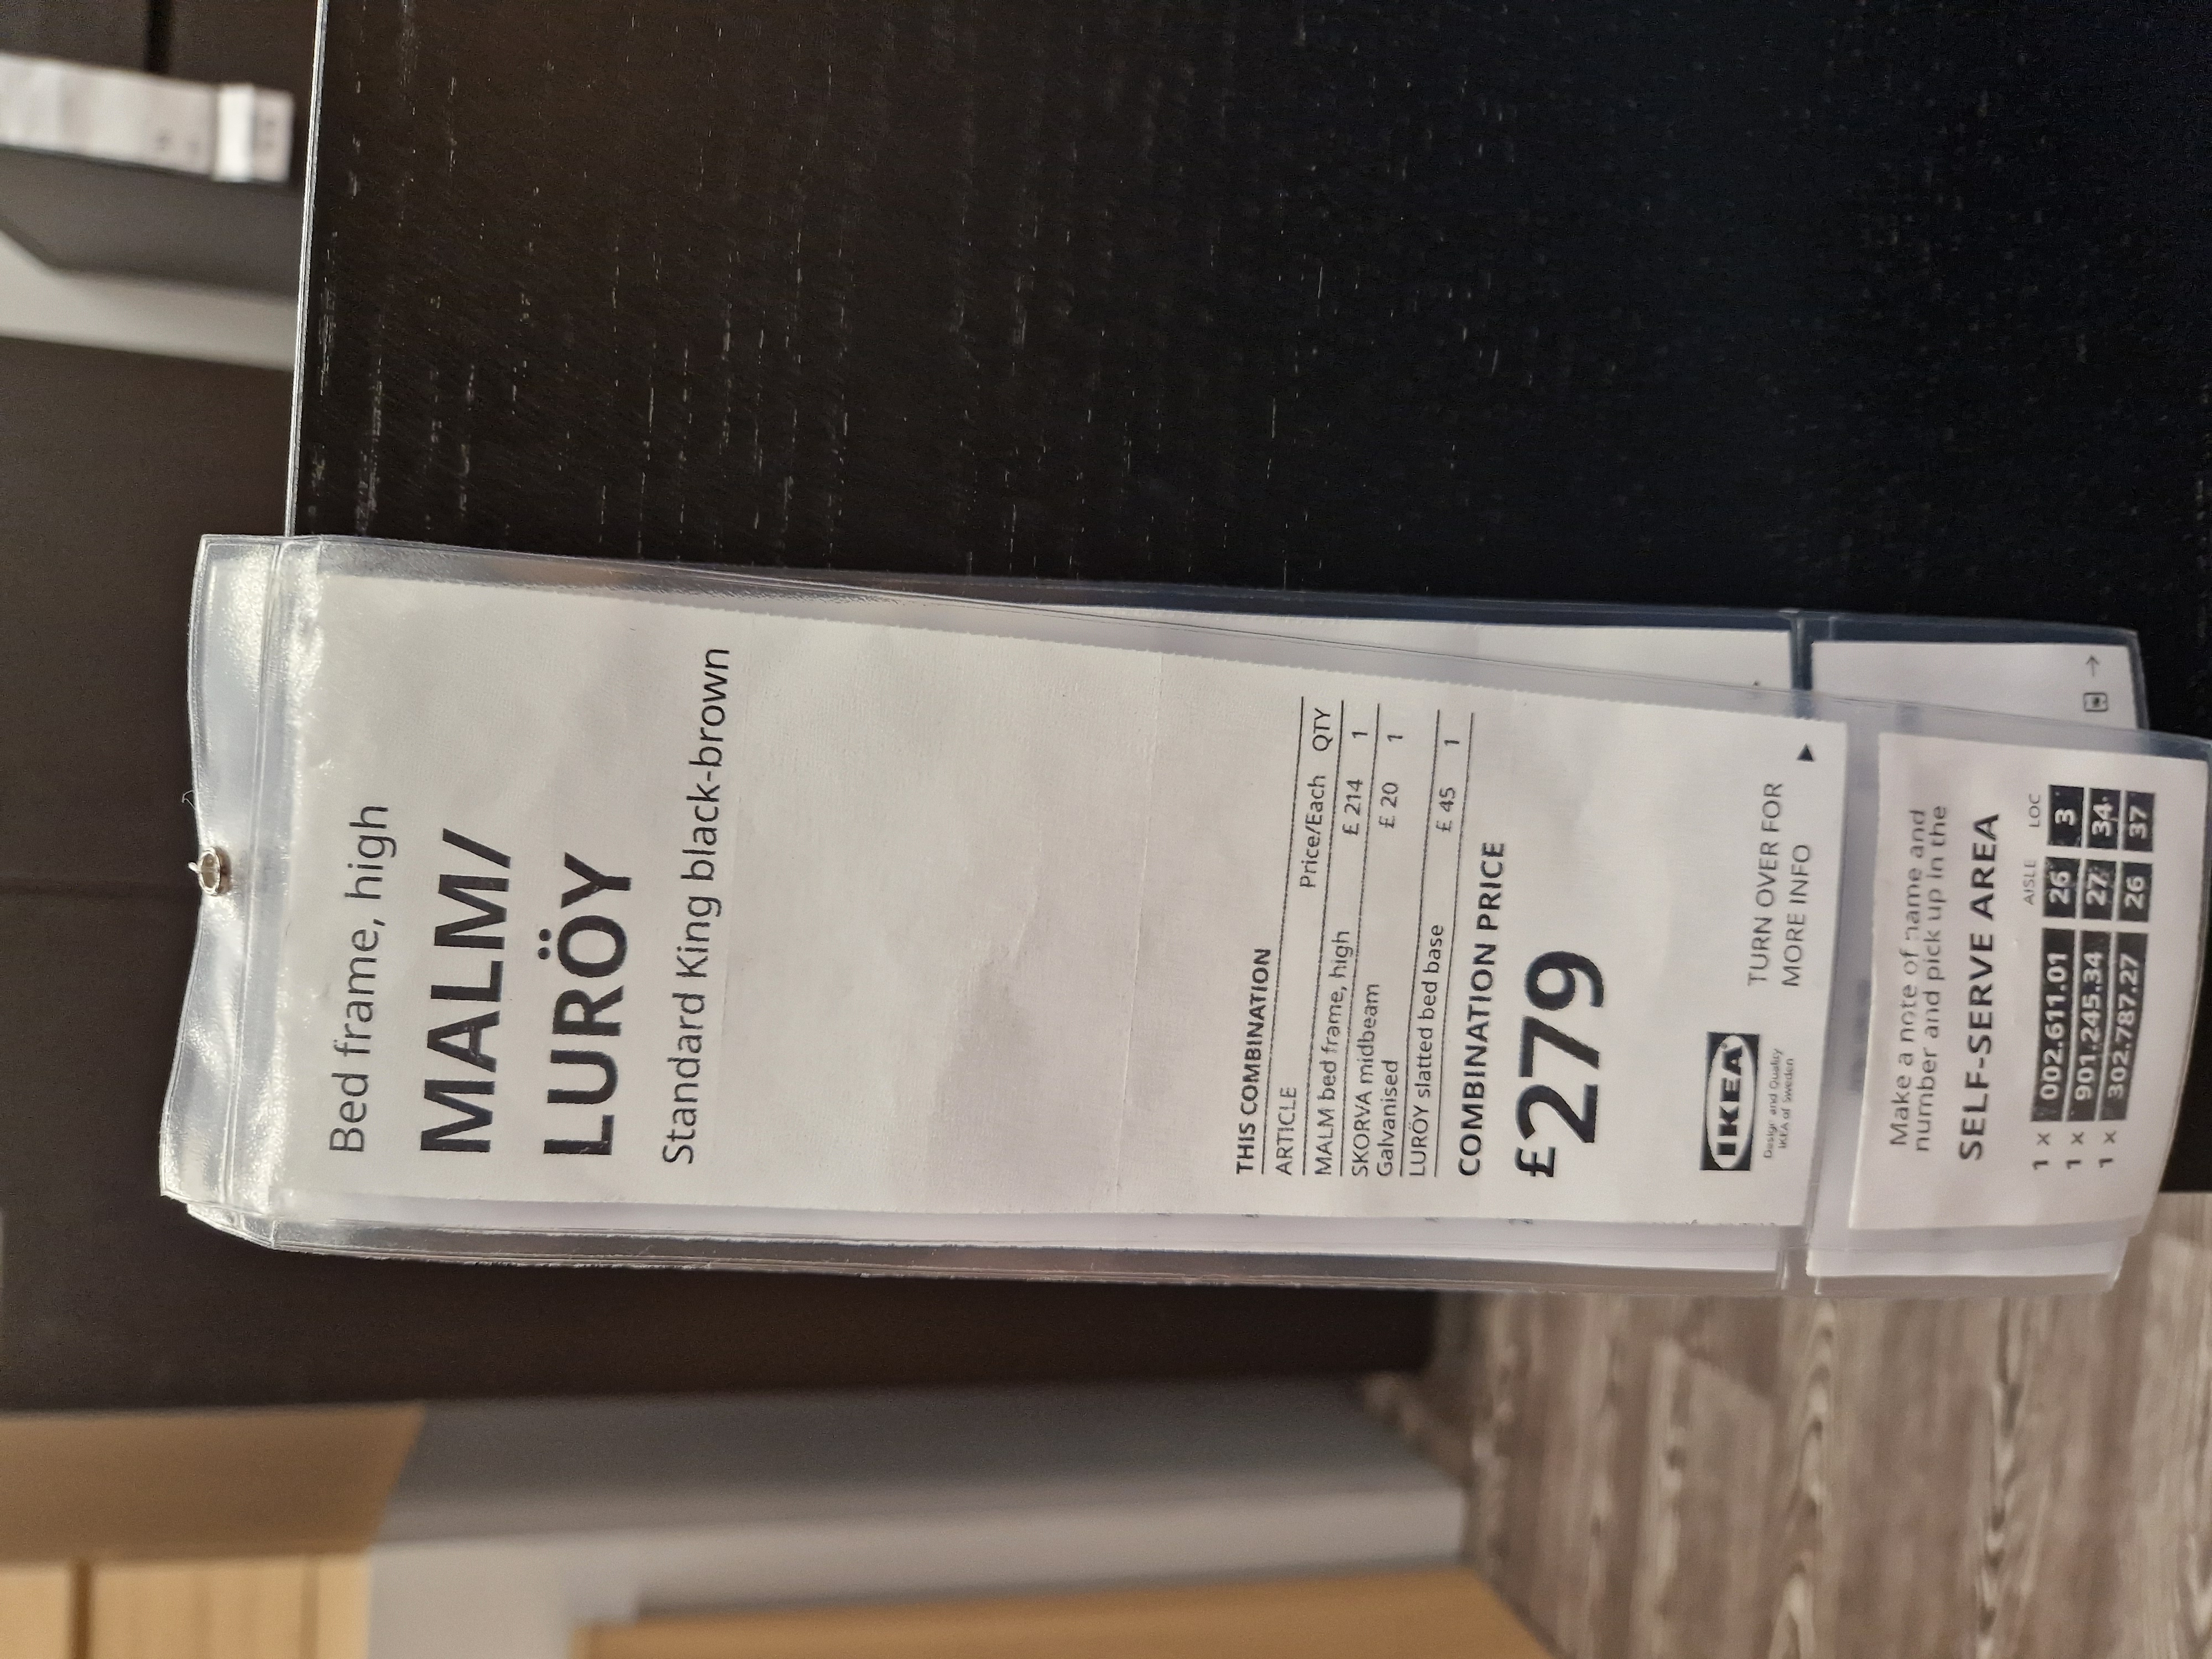 Bed frame, high
MALM/
LURÖY
Standard King black-brown
THIS COMBINATION
ARTICLE Price/Each QTY
MALM bed frame, high £ 214 1
SKORVA midbeam £ 20 1
Galvanised
LURÖY slatted bed base £ 45 1
COMBINATION PRICE
£279
IKEA
Design and Quality
IKEA of Sweden
TURN OVER FOR
MORE INFO ▶
Make a note of name and
number and pick up in the
SELF-SERVE AREA
AISLE LOC
1 x 002.611.01 26 3
1 x 901.245.34 27 34
1 x 302.787.27 26 37